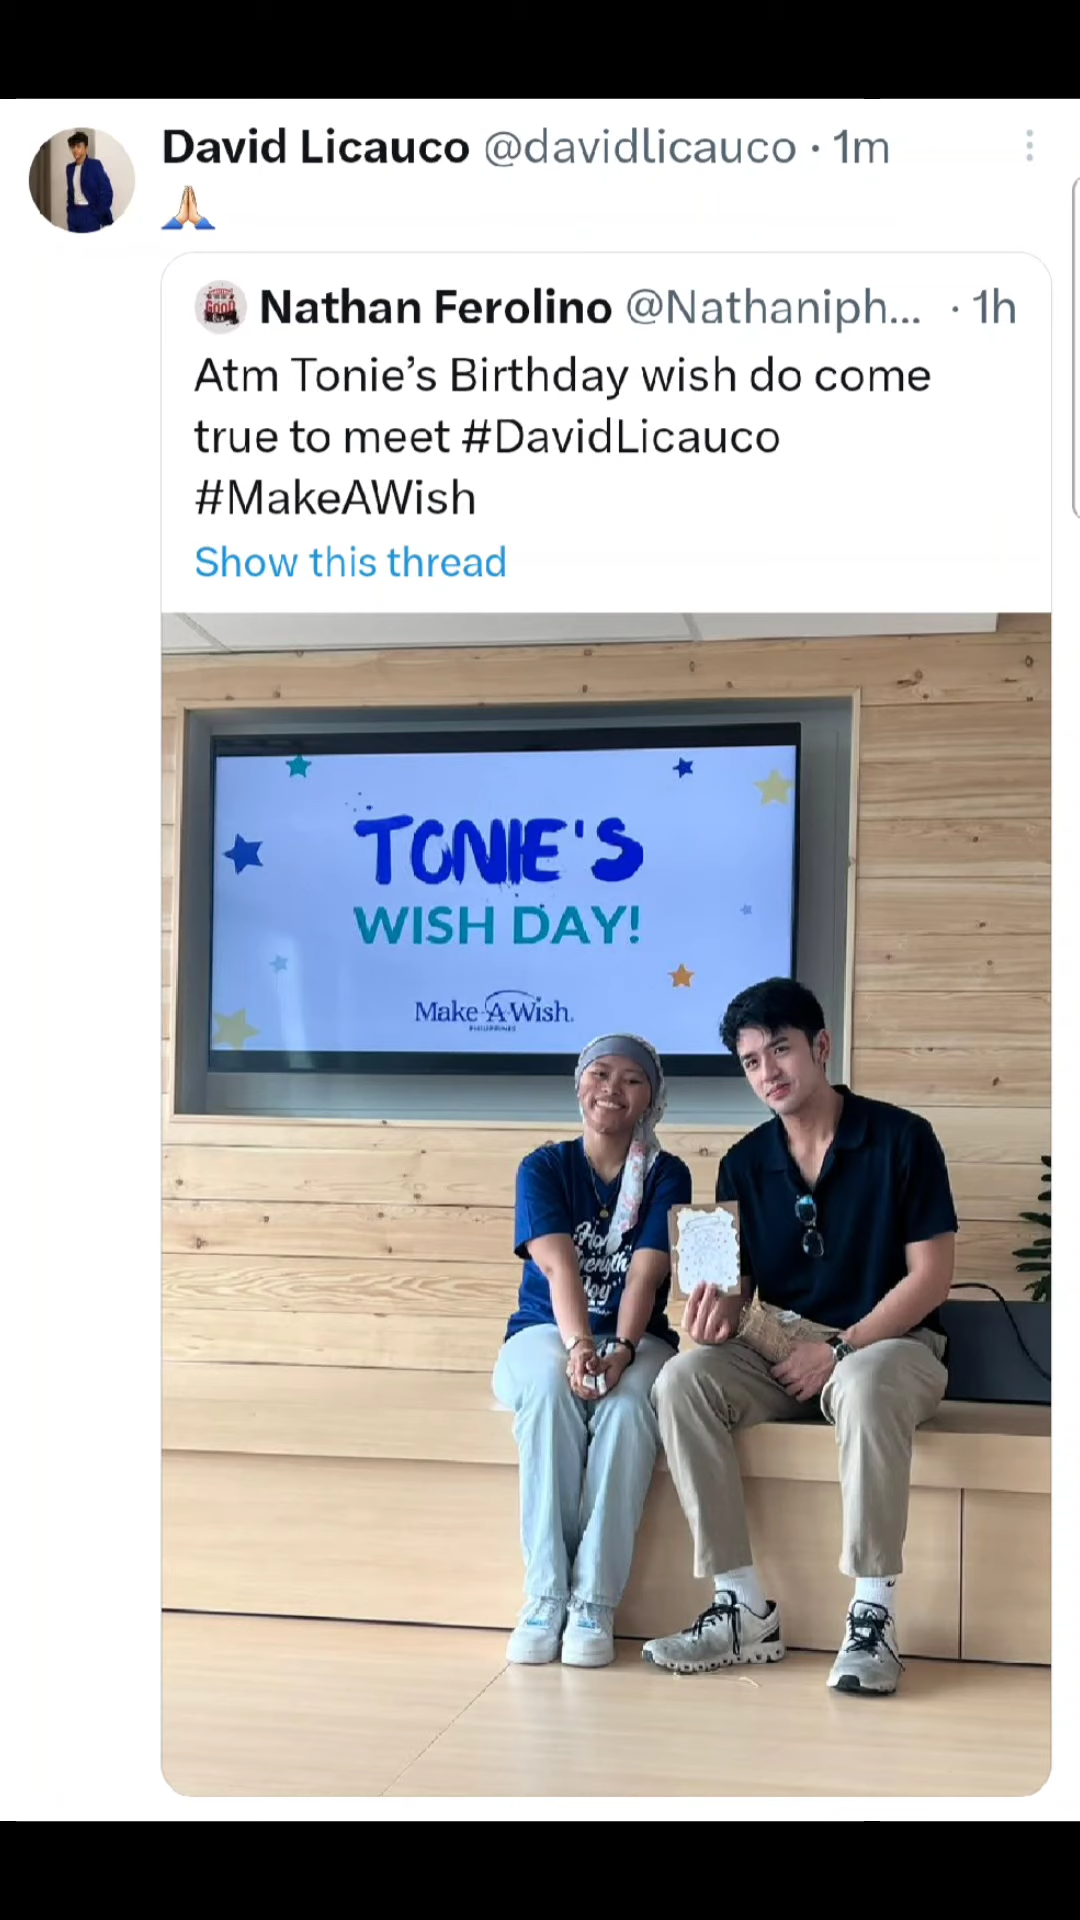 David Licauco @davidlicauco · 1m
🙏🏻
Nathan Ferolino @Nathaniph... · 1h
Atm Tonie’s Birthday wish do come
true to meet #DavidLicauco
#MakeAWish
Show this thread
TONIE'S
WISH DAY!
Make-A-Wish.
PHILIPPINES